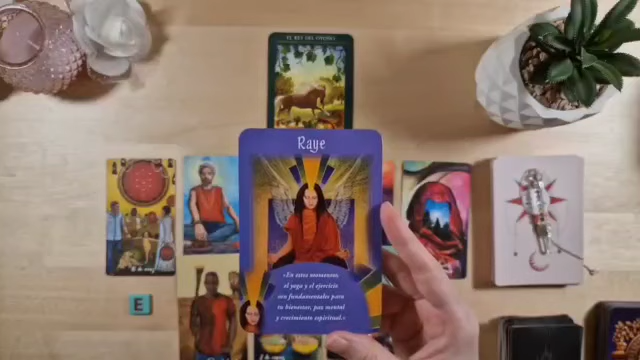 EL REY DEL OTOÑO
Raye
«En estos momentos,
el yoga y el ejercicio
son fundamentales para
tu bienestar, paz mental
y crecimiento espiritual.»
E